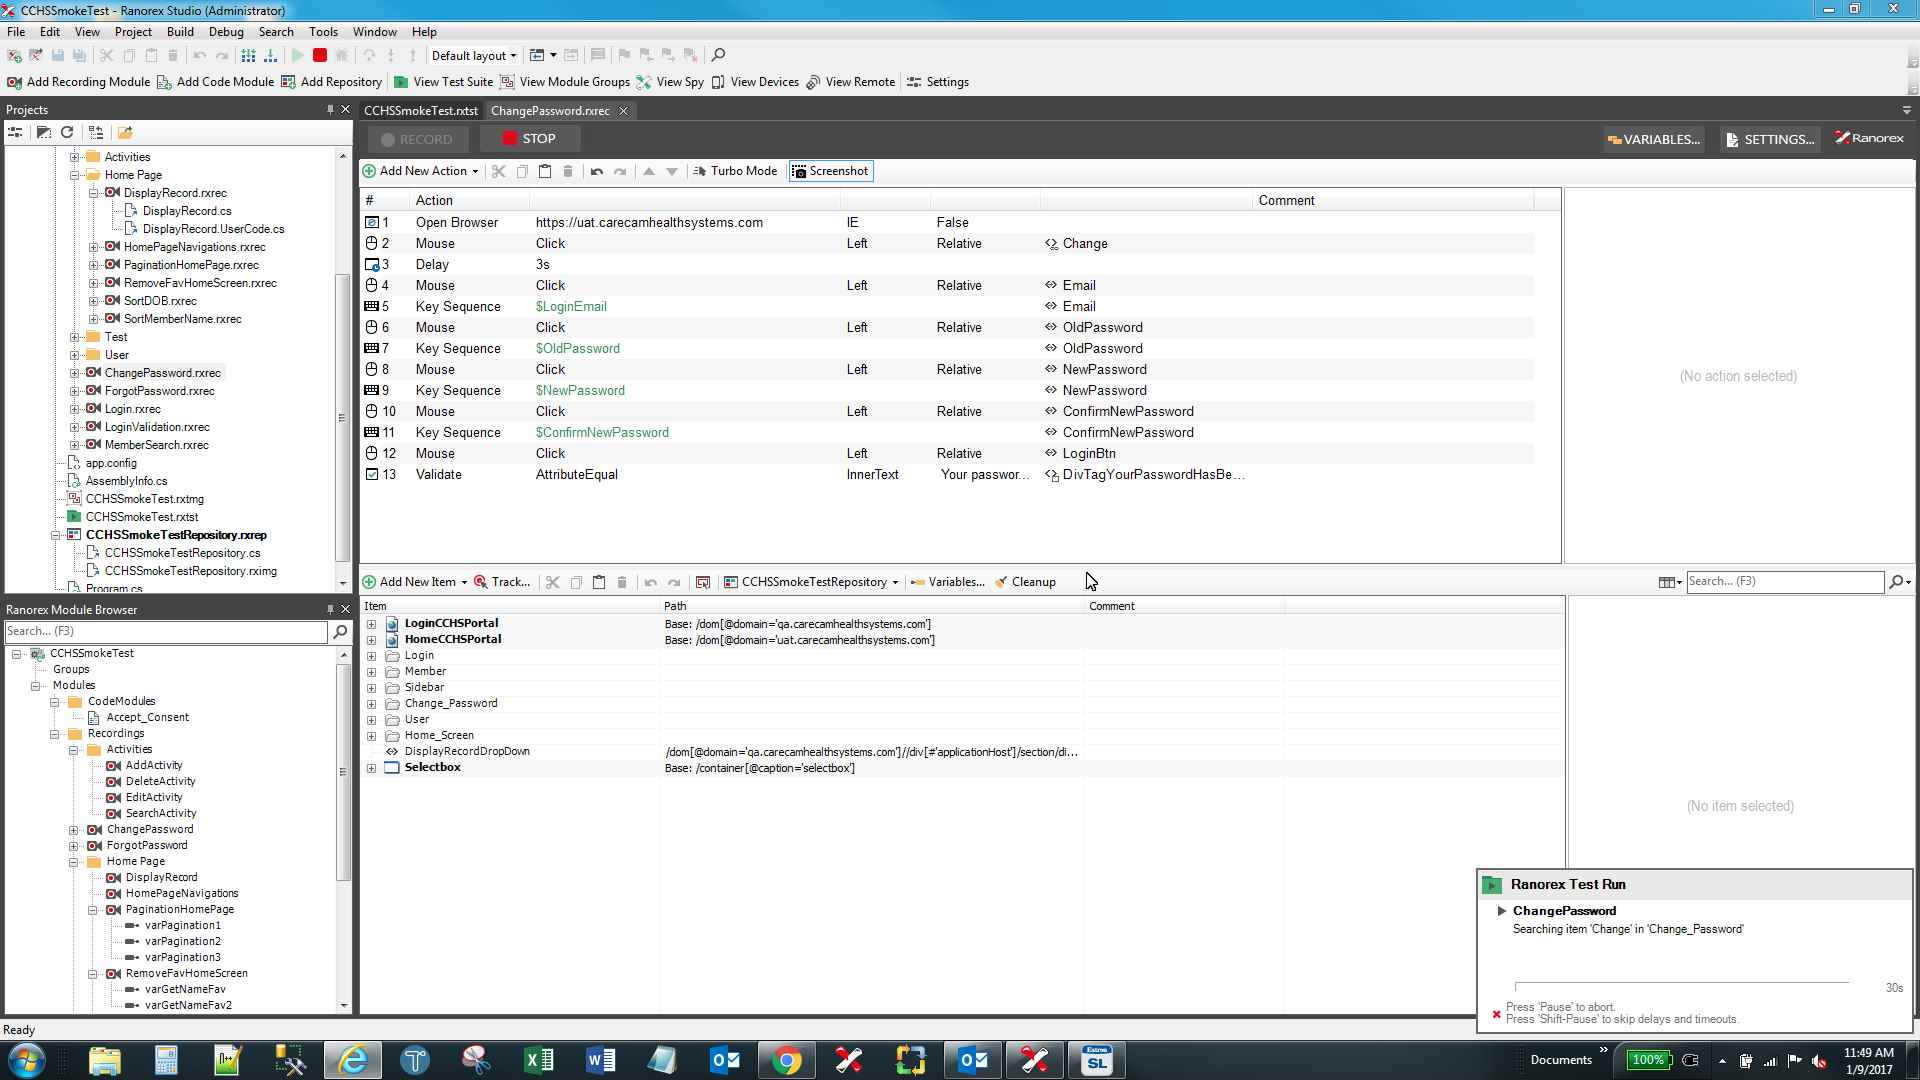 CCHSSmokeTest - Ranorex Studio (Administrator)
File Edit View Project Build Debug Search Tools Window Help
Default layout
Add Recording Module Add Code Module Add Repository View Test Suite View Module Groups View Spy View Devices View Remote Settings
Projects
CCHSSmokeTest.rxtst ChangePassword.rxrec
RECORD STOP VARIABLES... SETTINGS... Ranorex
Add New Action Turbo Mode Screenshot
# Action Comment
1 Open Browser https://uat.carecamhealthsystems.com IE False
2 Mouse Click Left Relative Change
3 Delay 3s
4 Mouse Click Left Relative Email
5 Key Sequence $LoginEmail Email
6 Mouse Click Left Relative OldPassword
7 Key Sequence $OldPassword OldPassword
8 Mouse Click Left Relative NewPassword
9 Key Sequence $NewPassword NewPassword
10 Mouse Click Left Relative ConfirmNewPassword
11 Key Sequence $ConfirmNewPassword ConfirmNewPassword
12 Mouse Click Left Relative LoginBtn
13 Validate AttributeEqual InnerText Your passwor... DivTagYourPasswordHasBe...
(No action selected)
Activities
Home Page
DisplayRecord.rxrec
DisplayRecord.cs
DisplayRecord.UserCode.cs
HomePageNavigations.rxrec
PaginationHomePage.rxrec
RemoveFavHomeScreen.rxrec
SortDOB.rxrec
SortMemberName.rxrec
Test
User
ChangePassword.rxrec
ForgotPassword.rxrec
Login.rxrec
LoginValidation.rxrec
MemberSearch.rxrec
app.config
AssemblyInfo.cs
CCHSSmokeTest.rxtmg
CCHSSmokeTest.rxtst
CCHSSmokeTestRepository.rxrep
CCHSSmokeTestRepository.cs
CCHSSmokeTestRepository.rximg
Program.cs
Add New Item Track... CCHSSmokeTestRepository Variables... Cleanup Search... (F3)
Item Path Comment
LoginCCHSPortal Base: /dom[@domain='qa.carecamhealthsystems.com']
HomeCCHSPortal Base: /dom[@domain='uat.carecamhealthsystems.com']
Login
Member
Sidebar
Change_Password
User
Home_Screen
DisplayRecordDropDown /dom[@domain='qa.carecamhealthsystems.com']//div[#'applicationHost']/section/di...
Selectbox Base: /container[@caption='selectbox']
(No item selected)
Ranorex Module Browser
Search... (F3)
CCHSSmokeTest
Groups
Modules
CodeModules
Accept_Consent
Recordings
Activities
AddActivity
DeleteActivity
EditActivity
SearchActivity
ChangePassword
ForgotPassword
Home Page
DisplayRecord
HomePageNavigations
PaginationHomePage
varPagination1
varPagination2
varPagination3
RemoveFavHomeScreen
varGetNameFav
varGetNameFav2
Ranorex Test Run
ChangePassword
Searching item 'Change' in 'Change_Password'
30s
Press 'Pause' to abort.
Press 'Shift-Pause' to skip delays and timeouts.
Ready
SL
Documents
100%
11:49 AM
1/9/2017